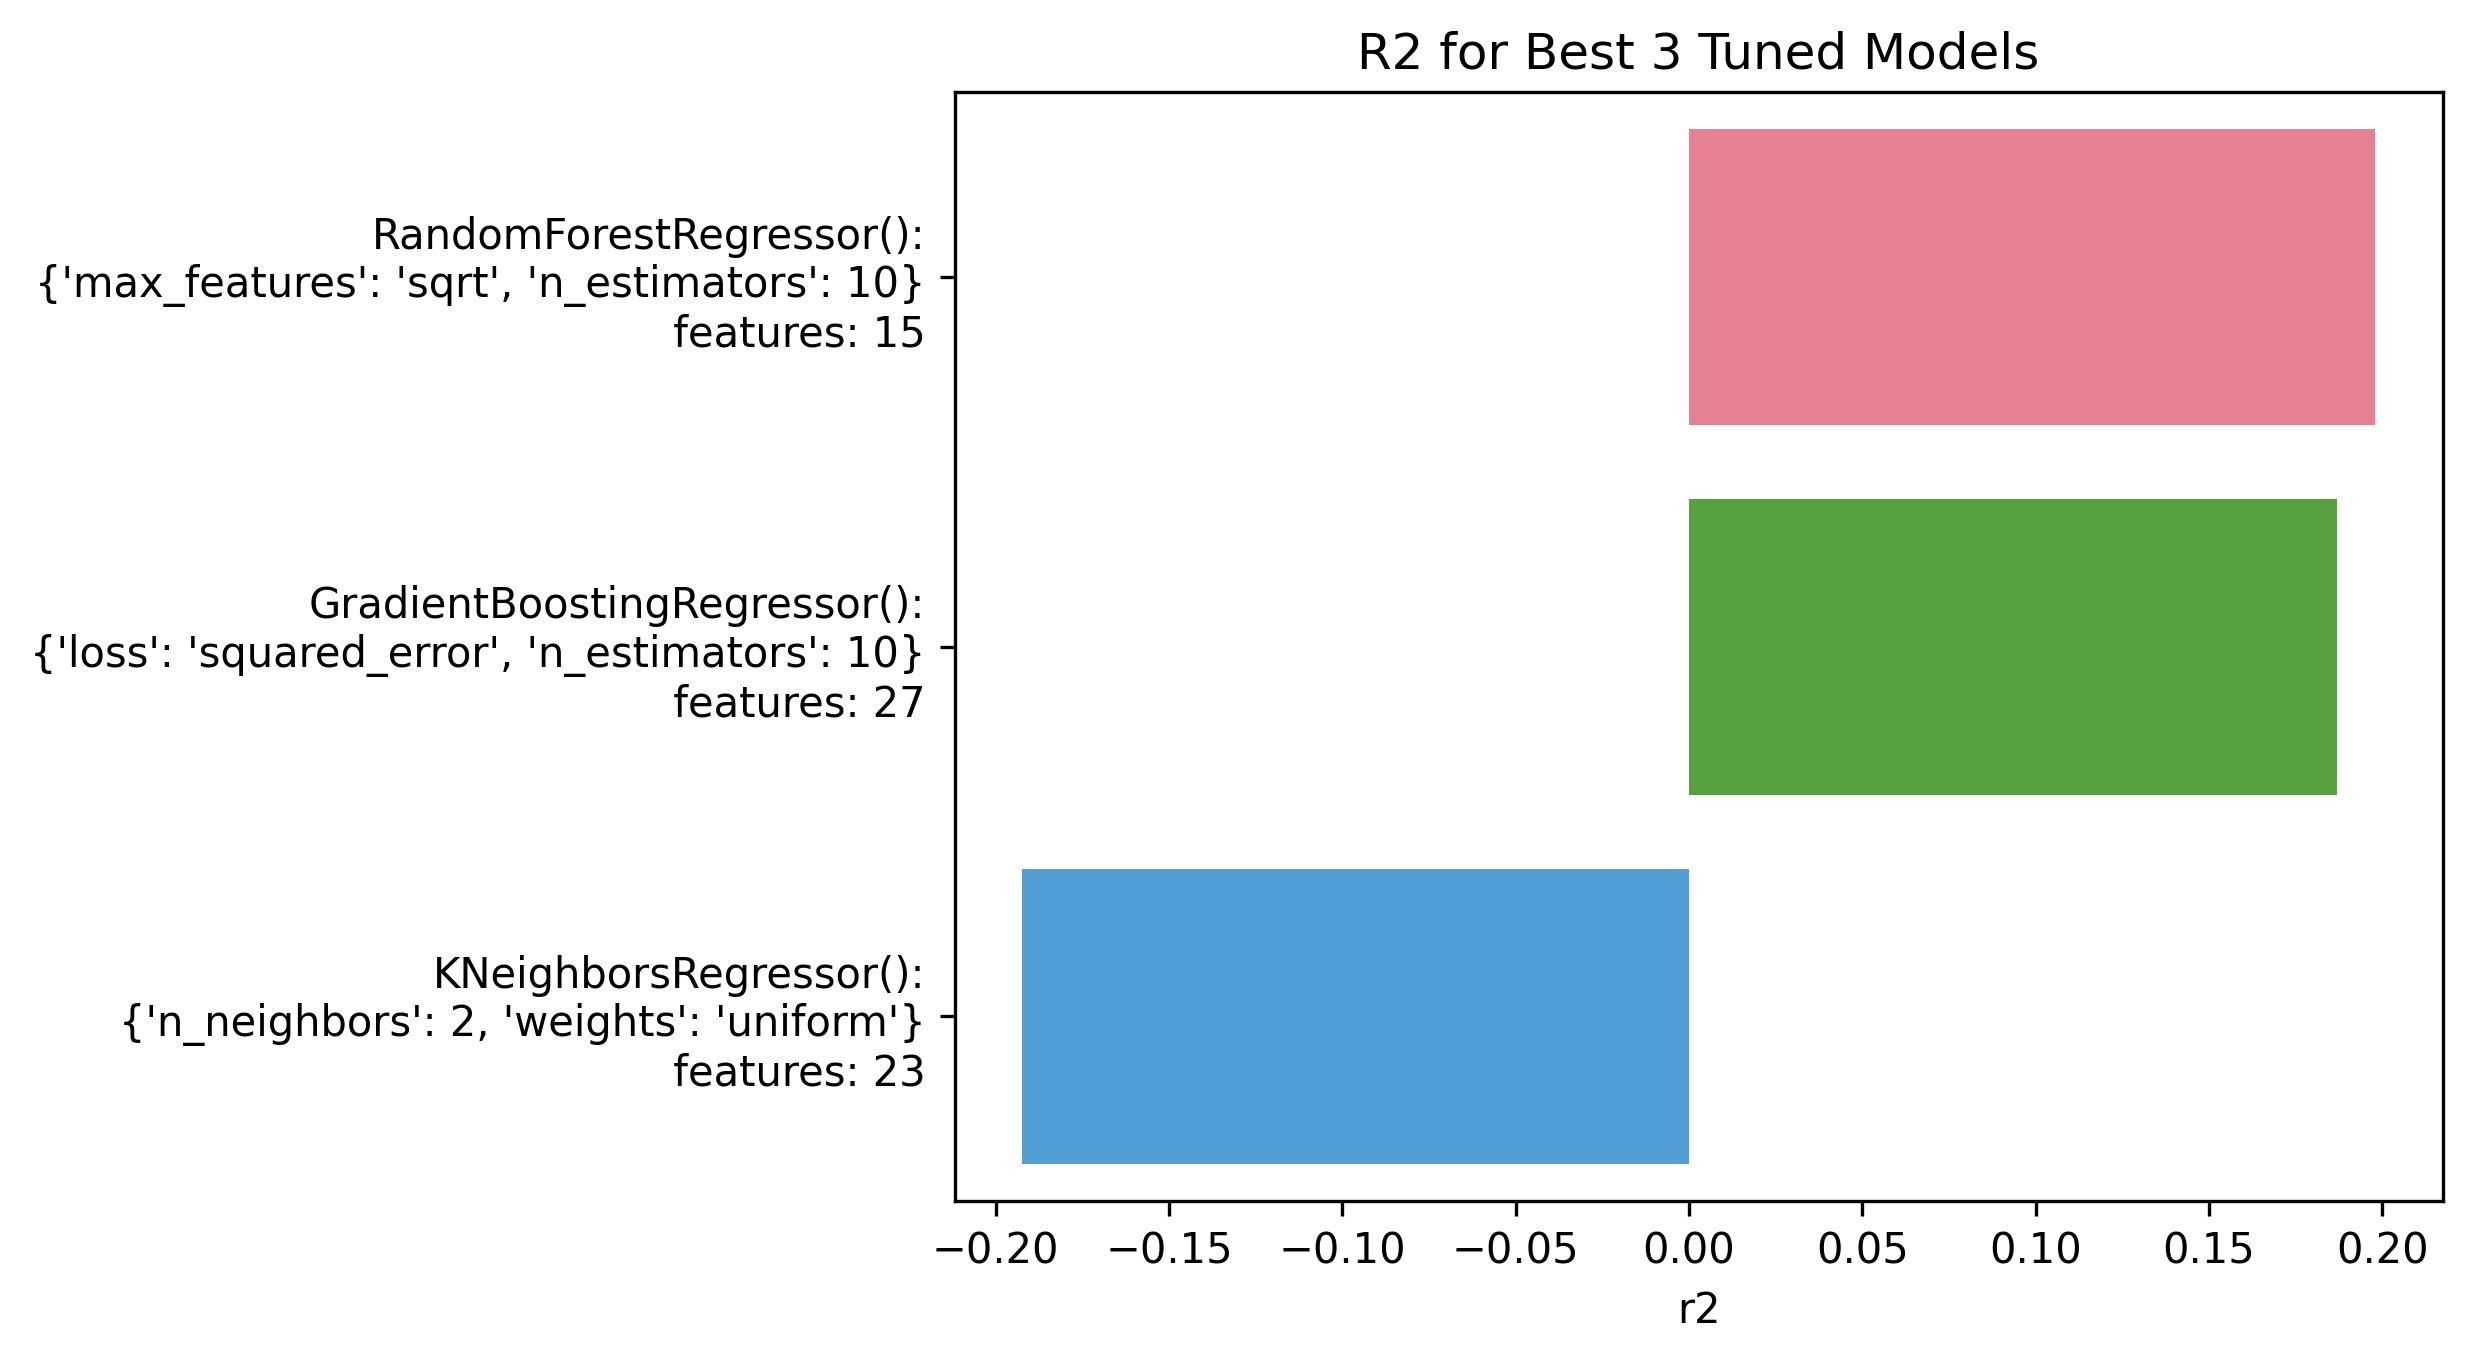 R2 for Best 3 Tuned Models
RandomForestRegressor():
{'max_features': 'sqrt', 'n_estimators': 10}
features: 15
GradientBoostingRegressor():
{'loss': 'squared_error', 'n_estimators': 10}
features: 27
KNeighborsRegressor():
{'n_neighbors': 2, 'weights': 'uniform'}
features: 23
−0.20 −0.15 −0.10 −0.05 0.00 0.05 0.10 0.15 0.20
r2